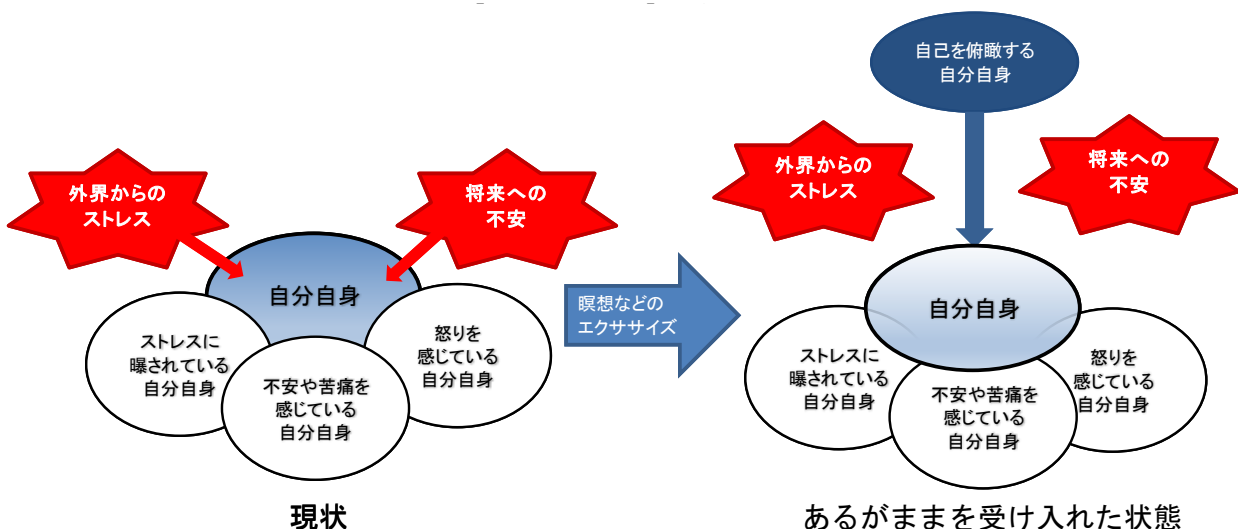 外界からの
ストレス
将来への
不安
自分自身
ストレスに
曝されている
自分自身
不安や苦痛を
感じている
自分自身
怒りを
感じている
自分自身
現状
瞑想などの
エクササイズ
自己を俯瞰する
自分自身
外界からの
ストレス
将来への
不安
自分自身
ストレスに
曝されている
自分自身
不安や苦痛を
感じている
自分自身
怒りを
感じている
自分自身
あるがままを受け入れた状態